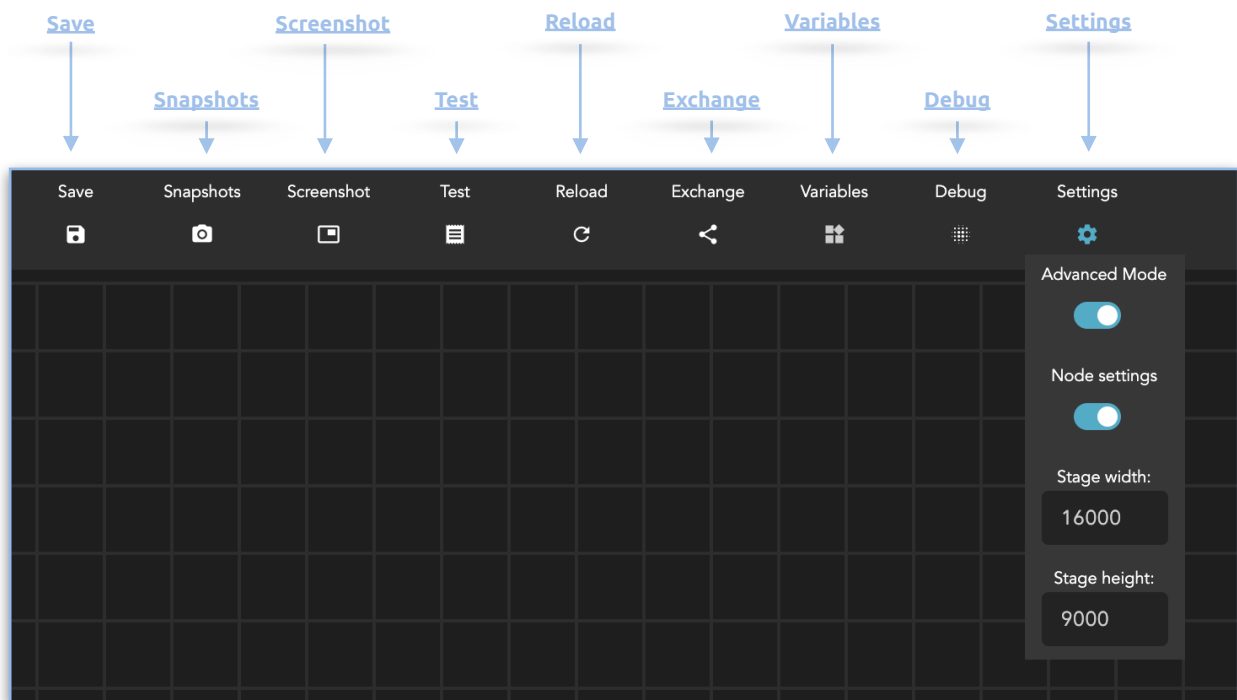 Save
Screenshot
Reload
Variables
Settings
Snapshots
Test
Exchange
Debug
Save
Snapshots
Screenshot
Test
Reload
Exchange
Variables
Debug
Settings
Advanced Mode
Node settings
Stage width:
16000
Stage height:
9000